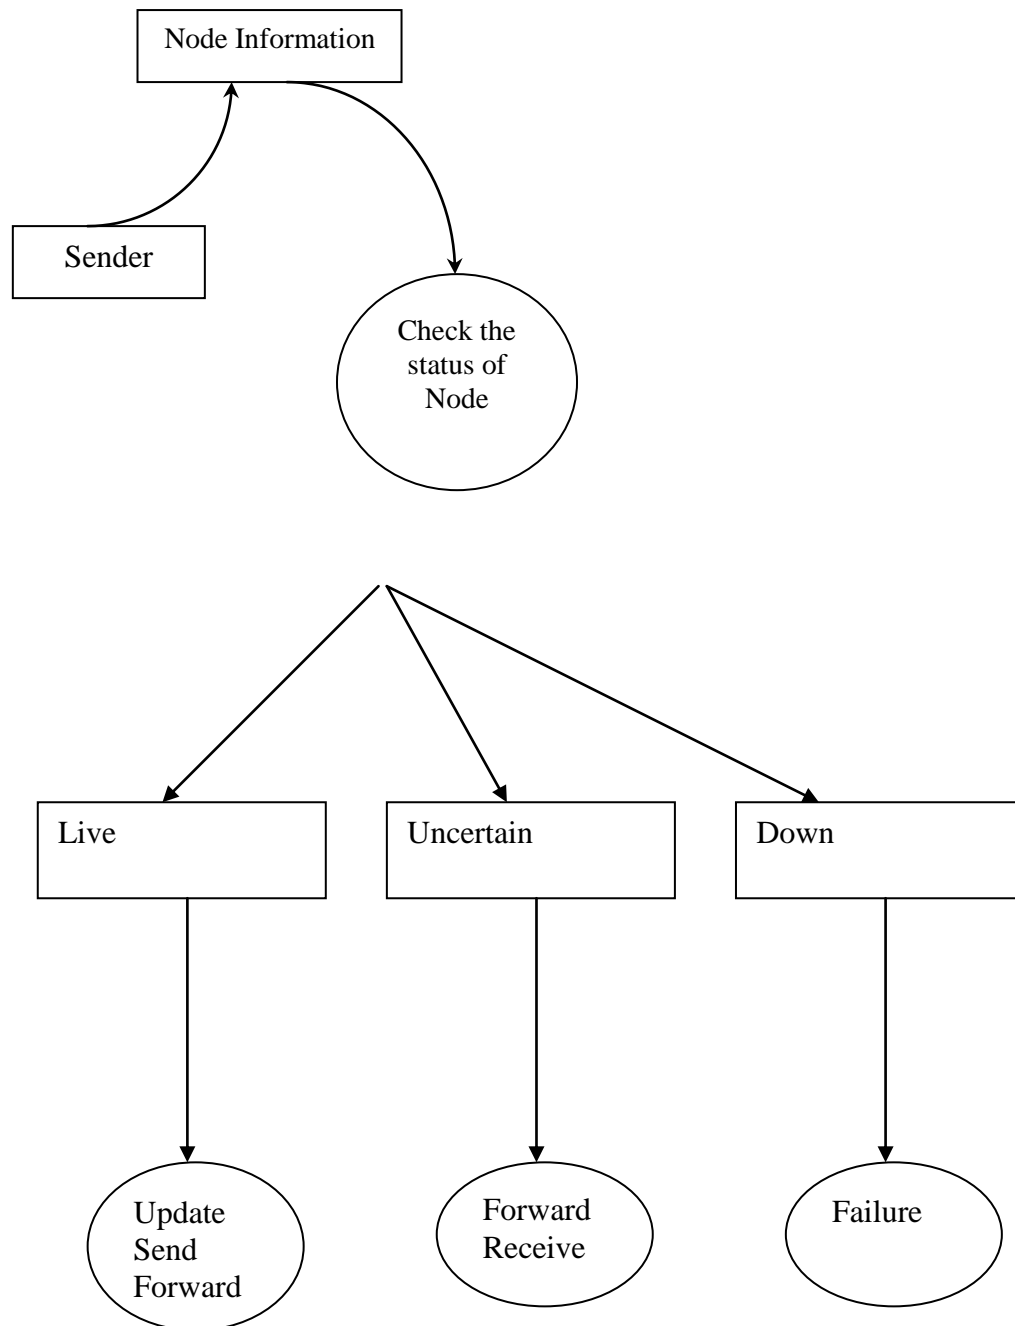 Node Information
Sender
Check the
status of
Node
Live
Uncertain
Down
Update
Send
Forward
Forward
Receive
Failure